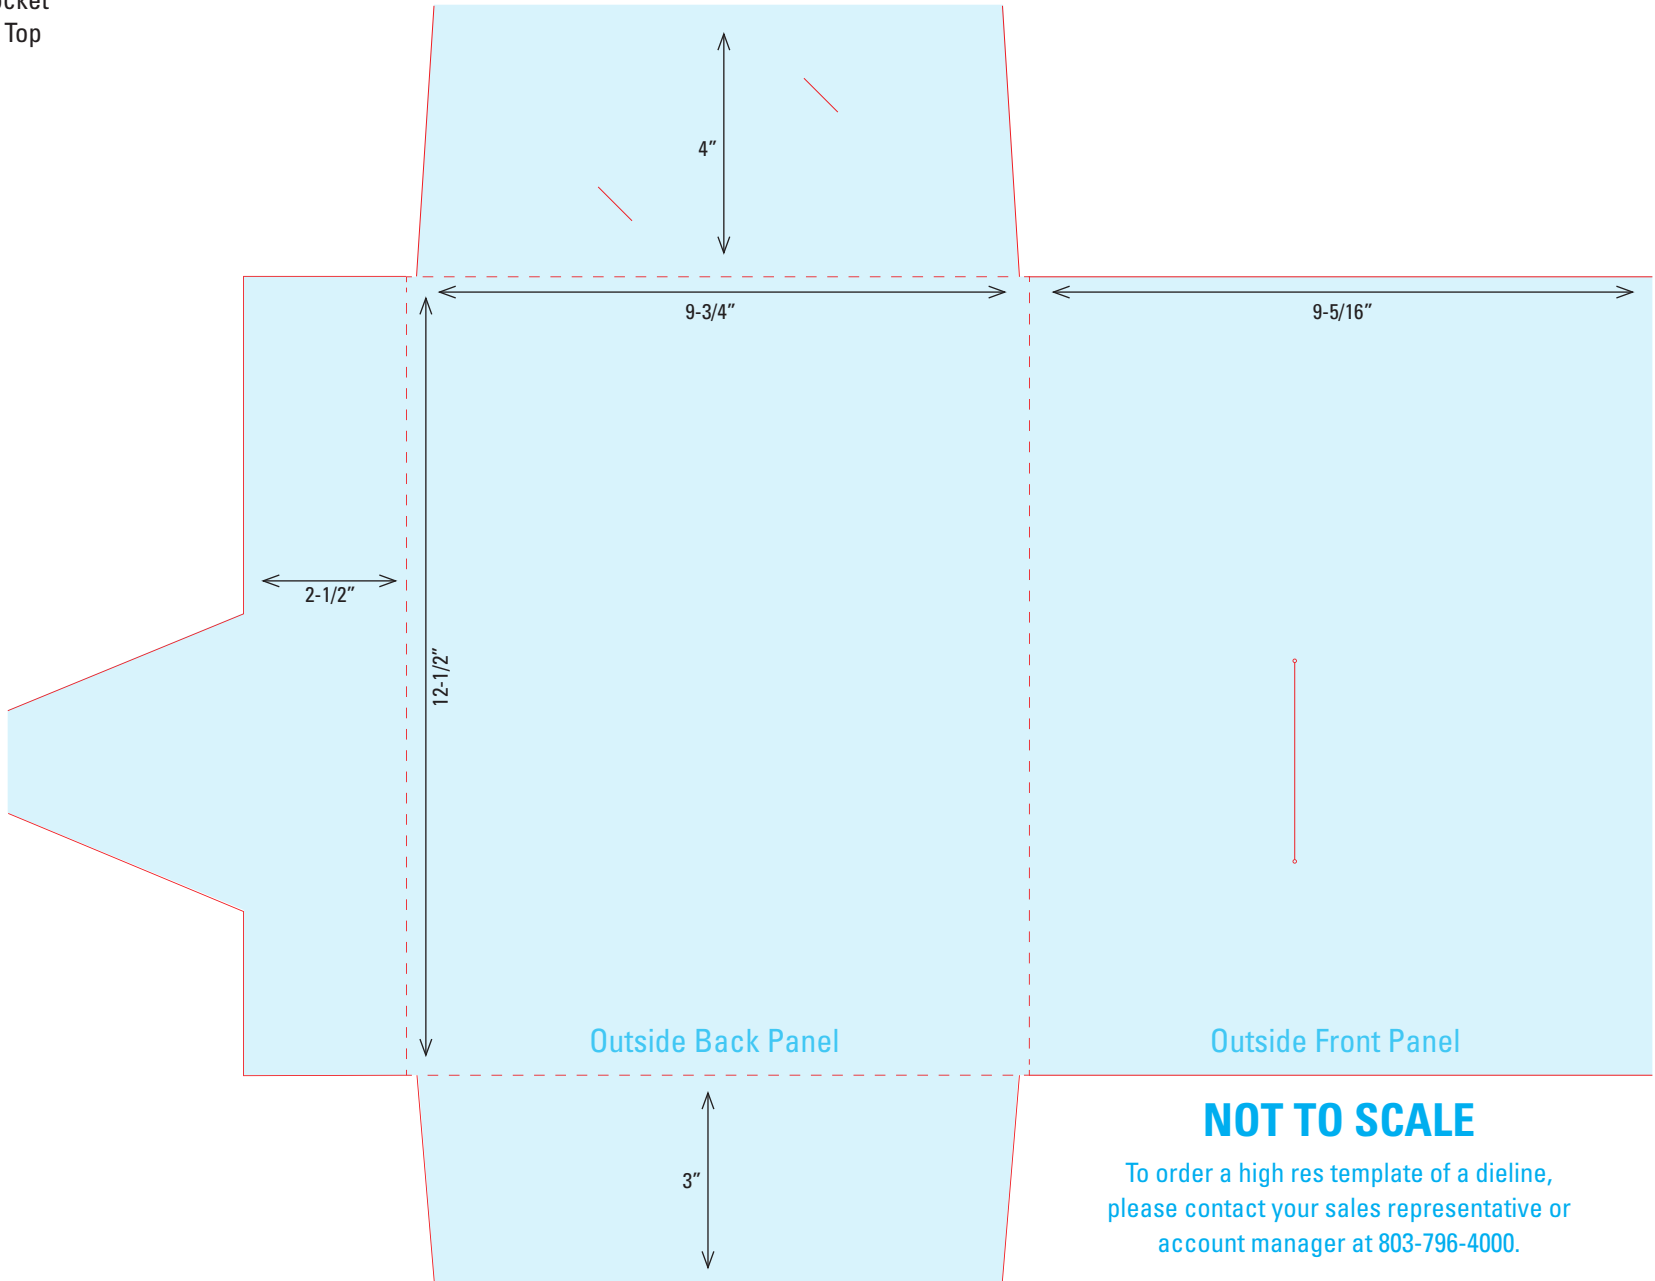 Top
4”
9-3/4”
9-5/16”
2-1/2”
12-1/2”
Outside Back Panel
Outside Front Panel
3”
NOT TO SCALE
To order a high res template of a dieline,
please contact your sales representative or
account manager at 803-796-4000.